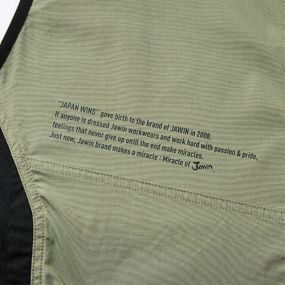 "JAPAN WINS" gave birth to the brand of JAWIN in 2008.
If anyone is dressed Jawin workwears and work hard with passion & pride,
feelings that never give up until the end make miracles.
Just now, Jawin brand makes a miracle : Miracle of Jawin